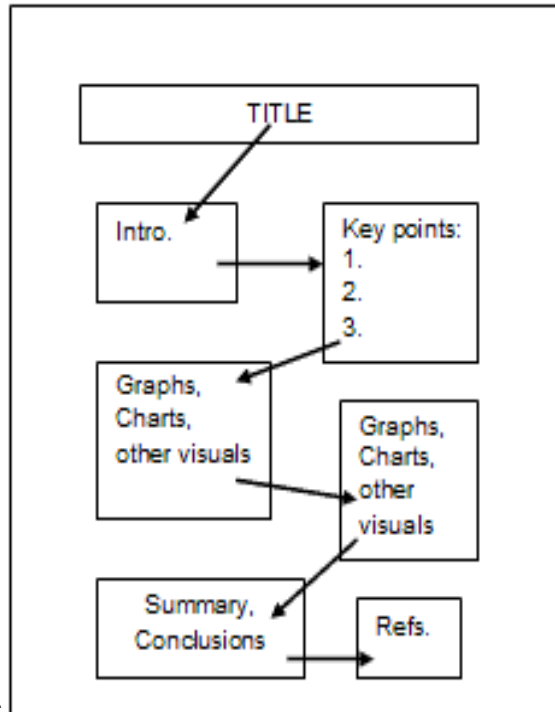 TITLE
Intro.
Key points:
1.
2.
3.
Graphs,
Charts,
other visuals
Graphs,
Charts,
other
visuals
Summary,
Conclusions
Refs.